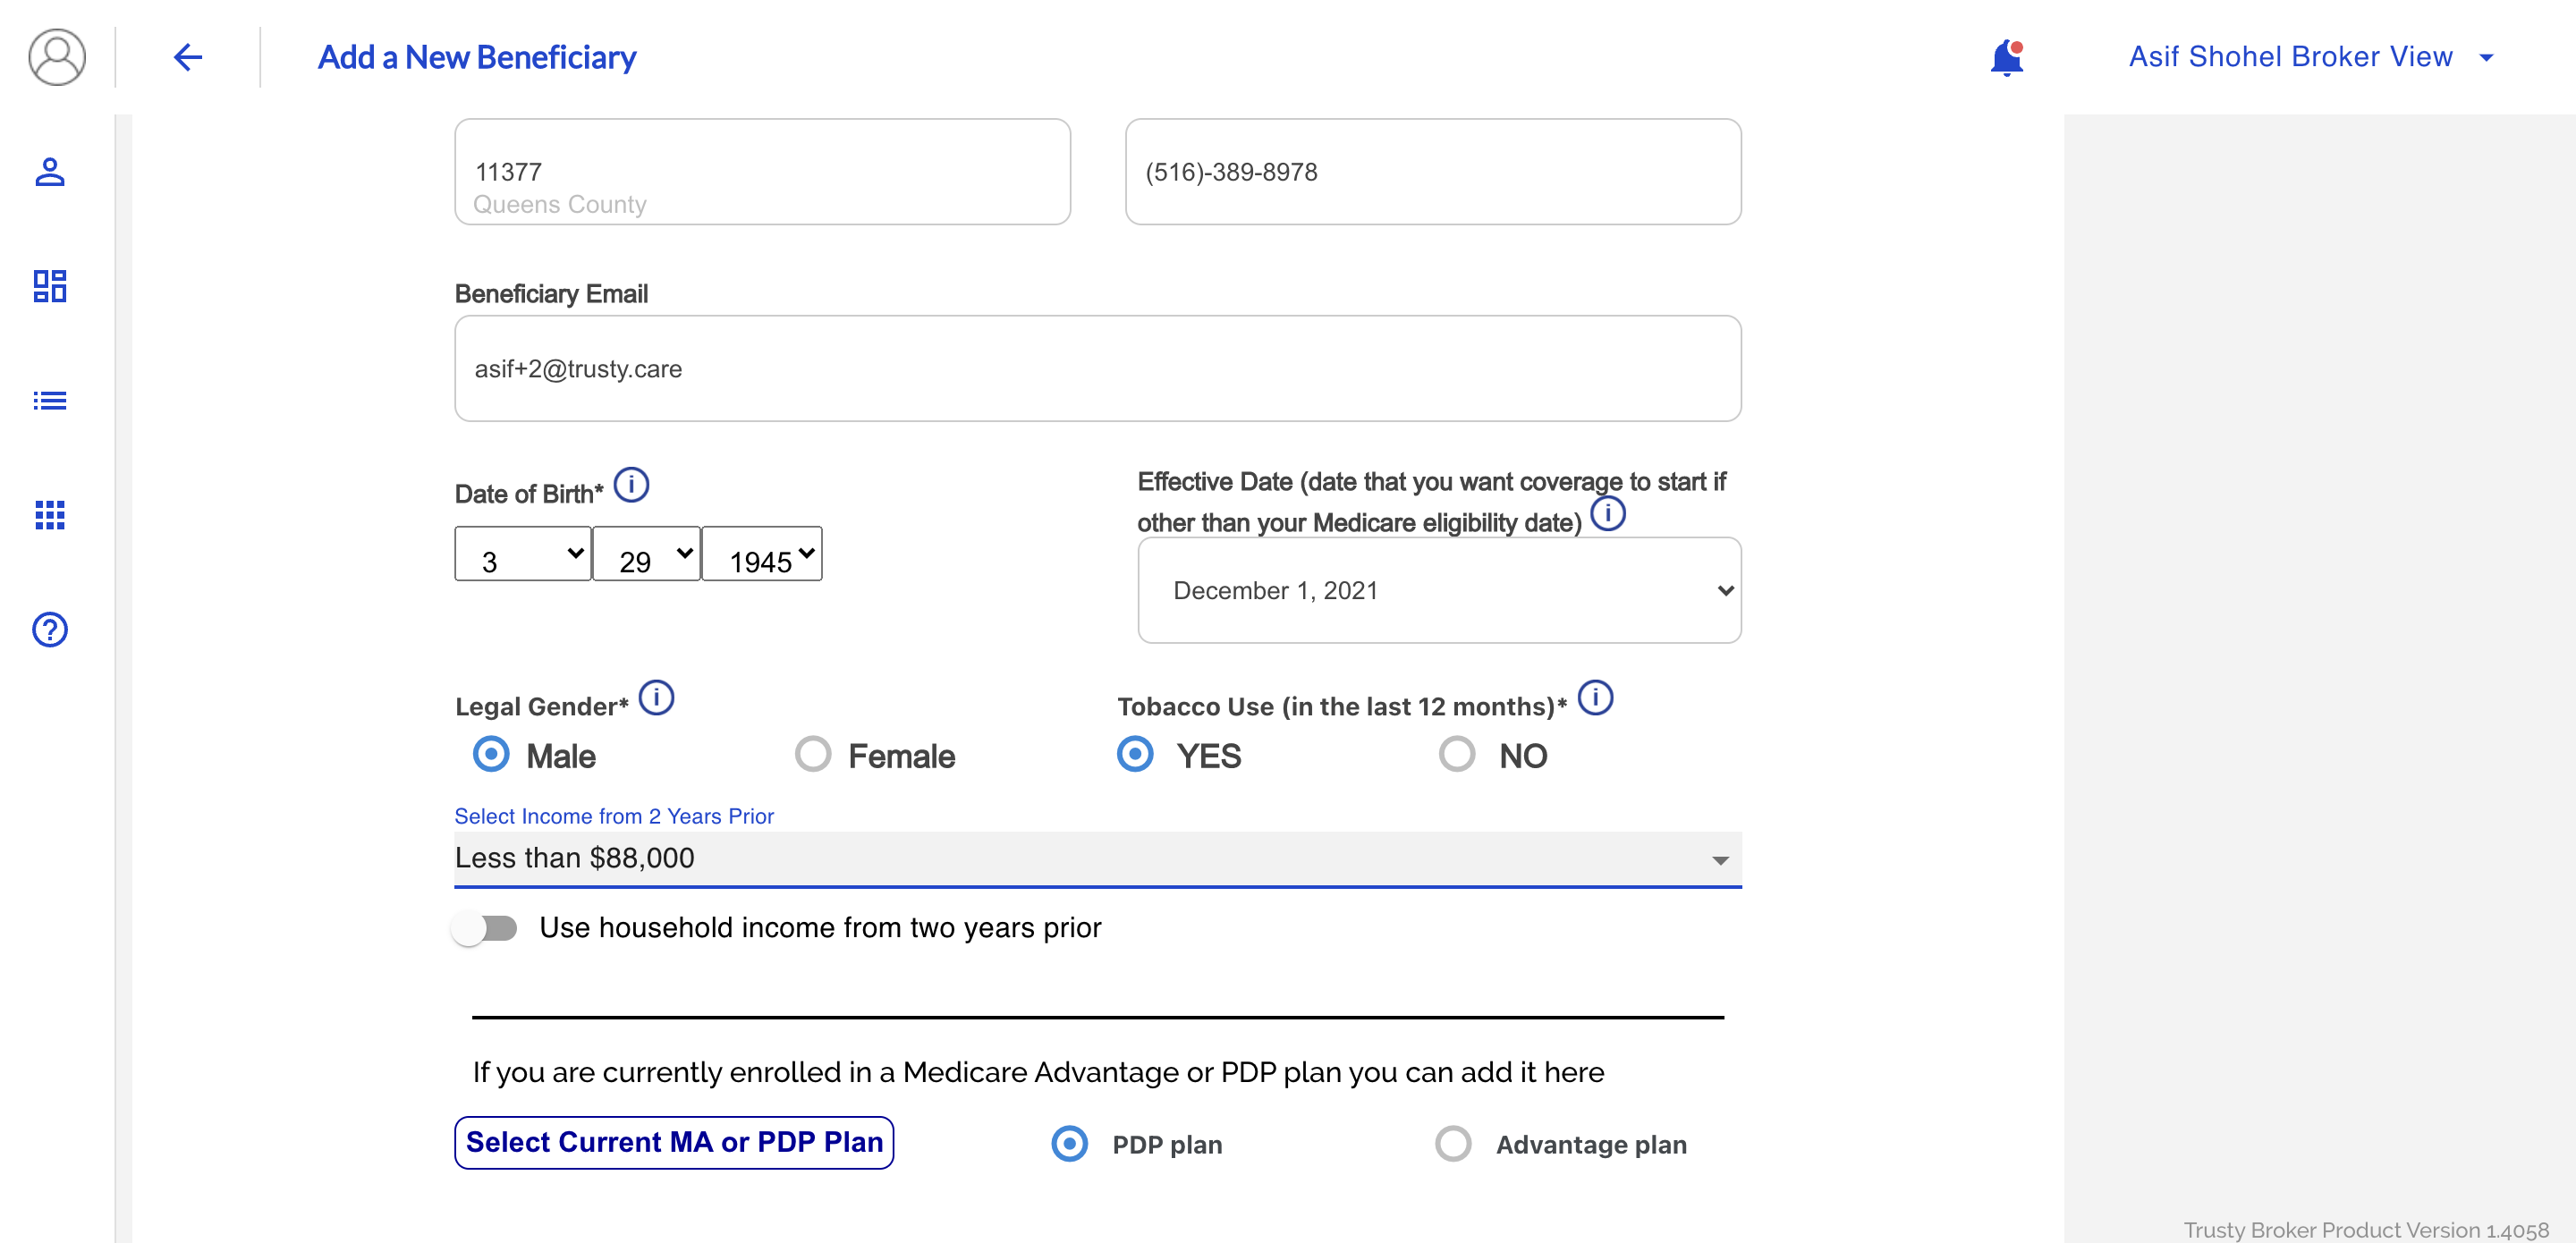 Add a New Beneficiary
Asif Shohel Broker View
11377
Queens County
(516)-389-8978
Beneficiary Email
asif+2@trusty.care
Date of Birth*
3 29 1945
Effective Date (date that you want coverage to start if
other than your Medicare eligibility date)
December 1, 2021
Legal Gender*
Male Female
Tobacco Use (in the last 12 months)*
YES NO
Select Income from 2 Years Prior
Less than $88,000
Use household income from two years prior
If you are currently enrolled in a Medicare Advantage or PDP plan you can add it here
Select Current MA or PDP Plan
PDP plan
Advantage plan
Trusty Broker Product Version 1.4058